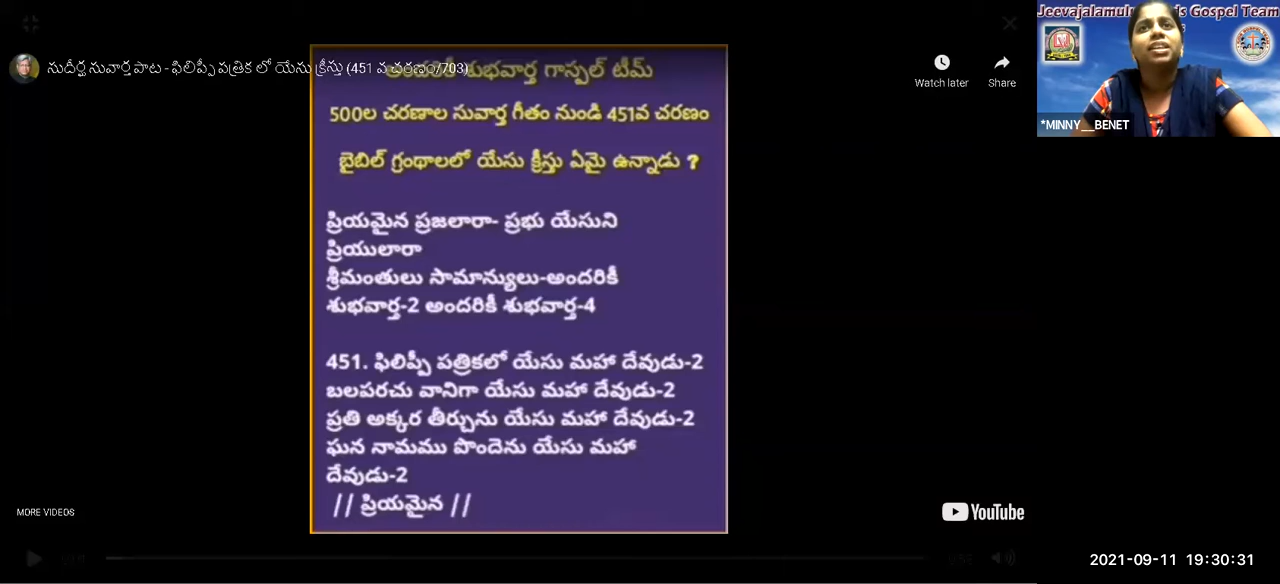 సుదీర్ఘ సువార్త పాట - ఫిలిప్పీ పత్రిక లో యేసు క్రీస్తు (451 వ చరణం/703)
శుభవార్త గాస్పల్ టీమ్
Watch later
Share
500ల చరణాల సువార్త గీతం నుండి 451వ చరణం
బైబిల్ గ్రంథాలలో యేసు క్రీస్తు ఏమై ఉన్నాడు ?
ప్రియమైన ప్రజలారా- ప్రభు యేసుని
ప్రియులారా
శ్రీమంతులు సామాన్యులు-అందరికీ
శుభవార్త-2 అందరికీ శుభవార్త-4
451. ఫిలిప్పీ పత్రికలో యేసు మహా దేవుడు-2
బలపరచు వానిగా యేసు మహా దేవుడు-2
ప్రతి అక్కర తీర్చును యేసు మహా దేవుడు-2
ఘన నామము పొందెను యేసు మహా
దేవుడు-2
// ప్రియమైన //
MORE VIDEOS
YouTube
Gospel Team
*MINNY__BENET
2021-09-11 19:30:31